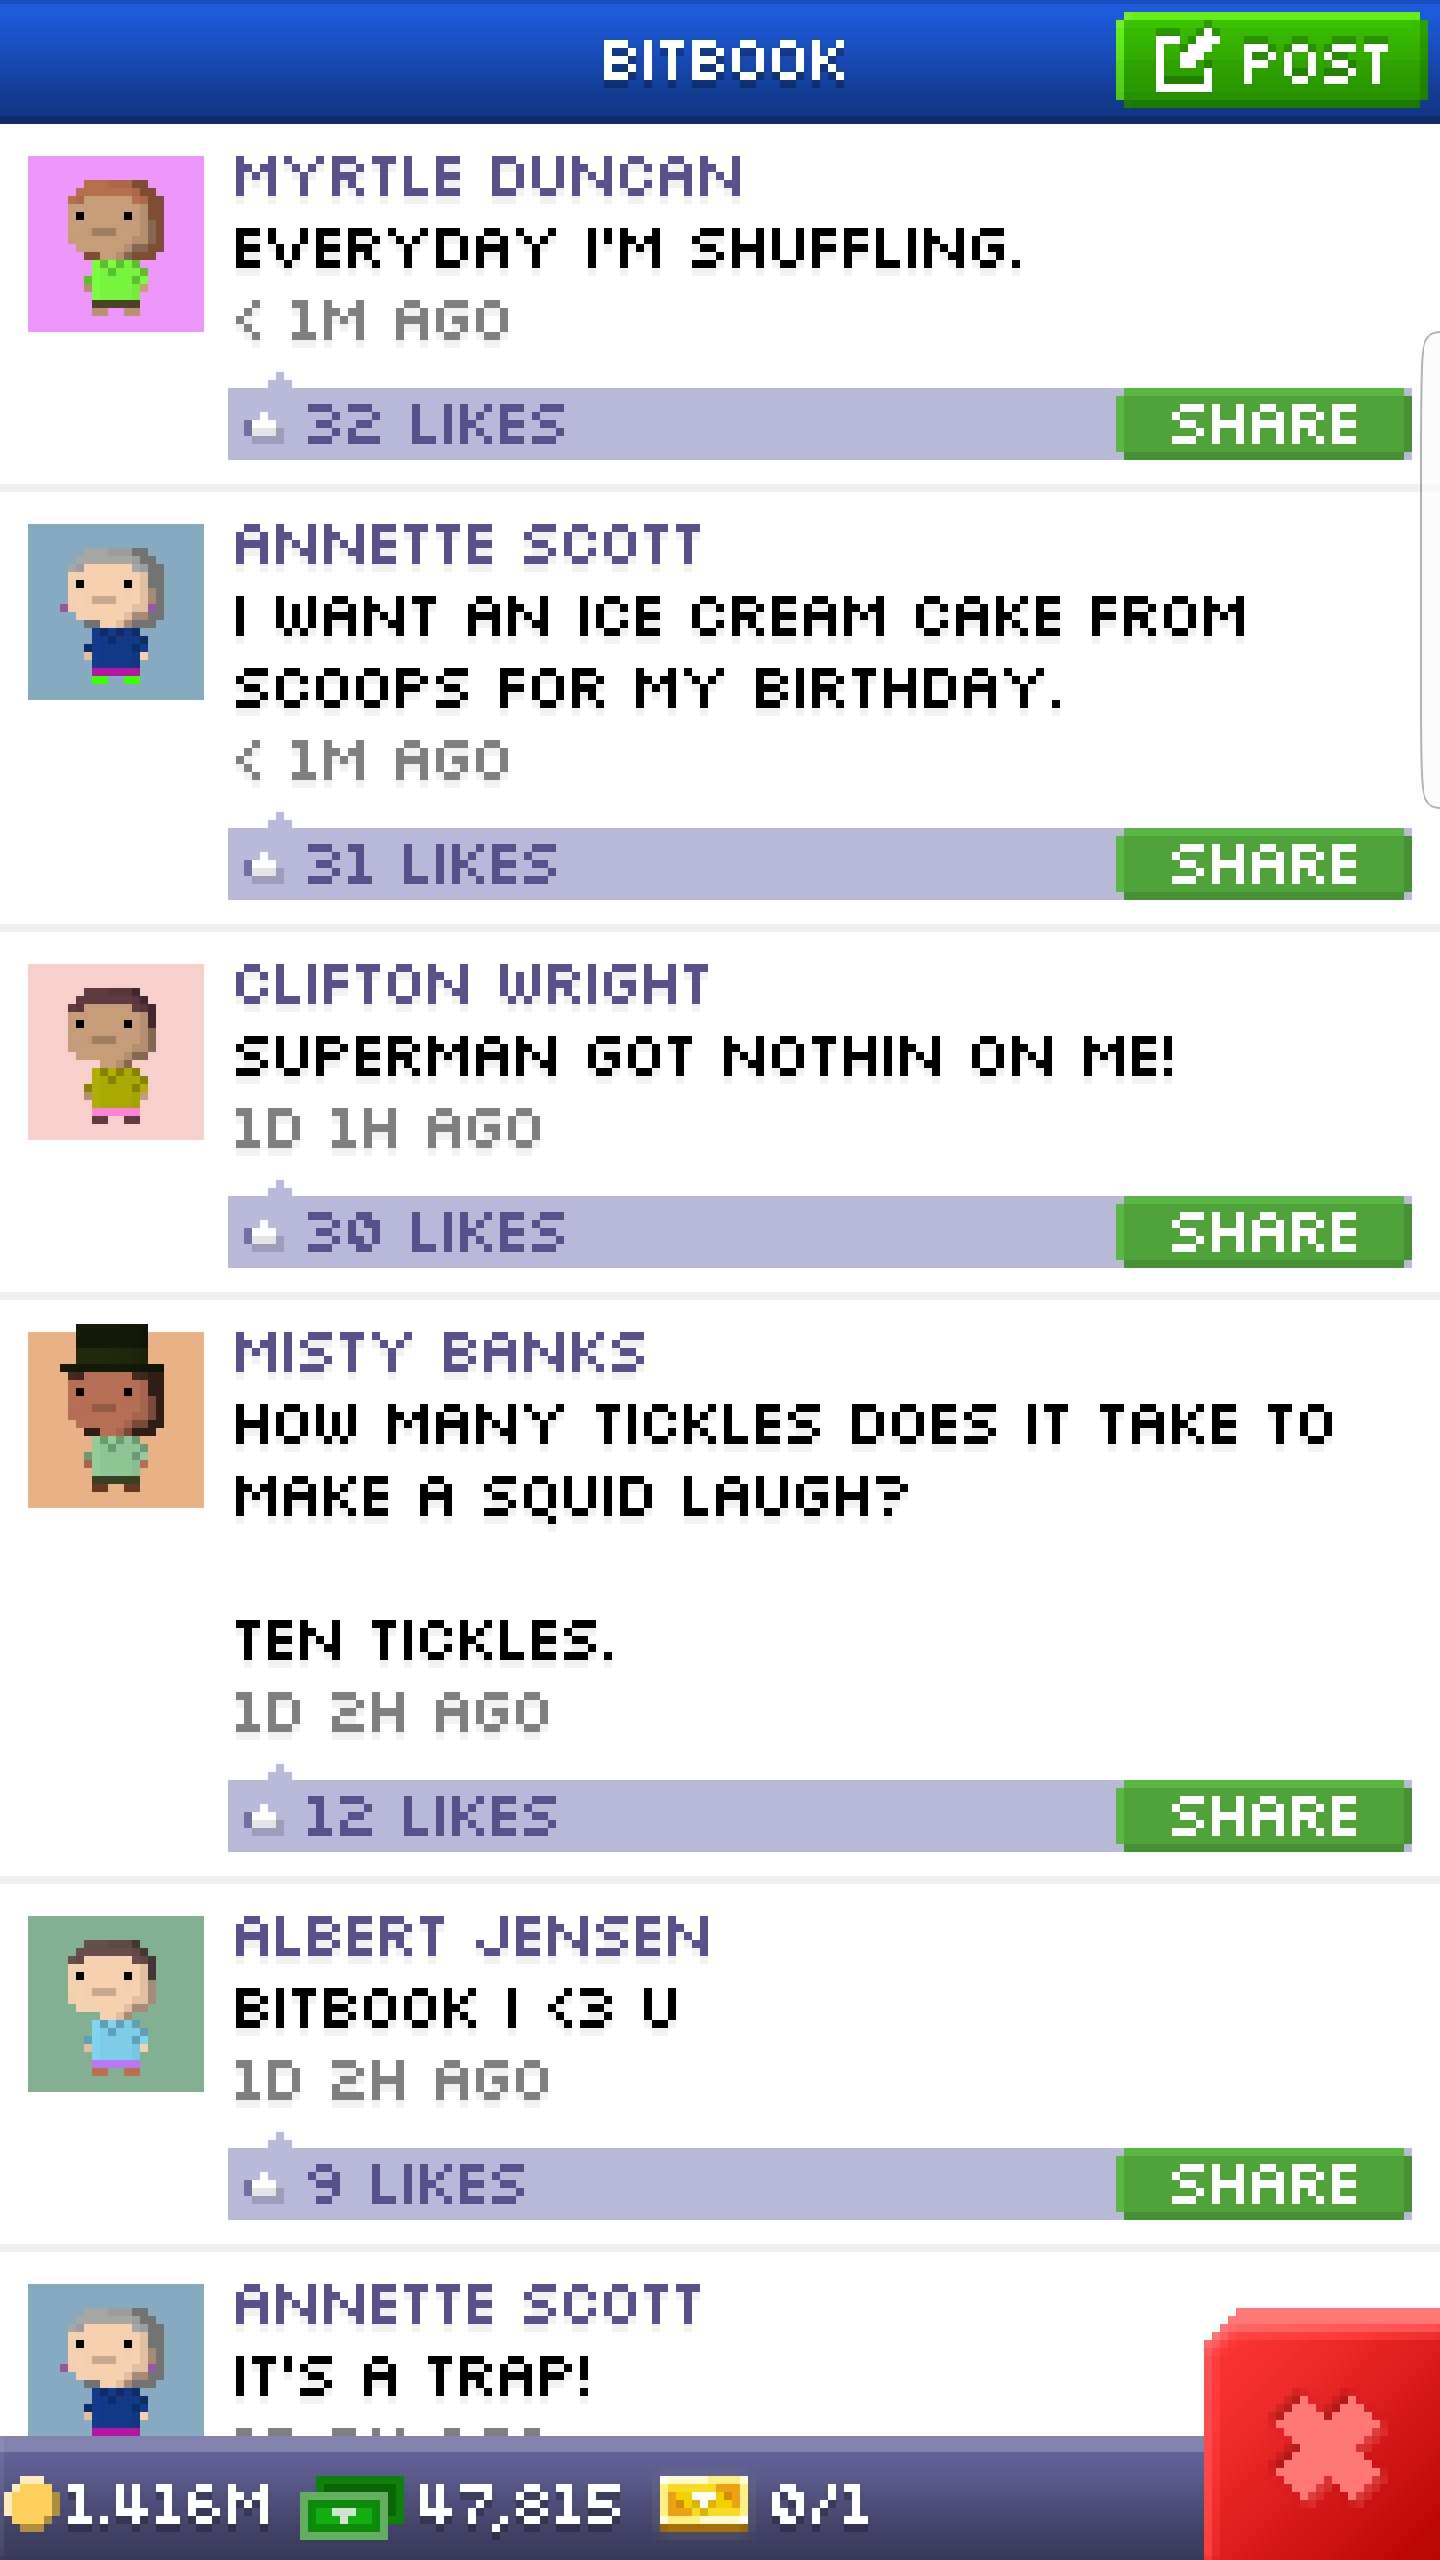 BITBOOK
POST
MYRTLE DUNCAN
EVERYDAY I'M SHUFFLING.
< 1M AGO
32 LIKES
SHARE
ANNETTE SCOTT
I WANT AN ICE CREAM CAKE FROM
SCOOPS FOR MY BIRTHDAY.
< 1M AGO
31 LIKES
SHARE
CLIFTON WRIGHT
SUPERMAN GOT NOTHIN ON ME!
1D 1H AGO
30 LIKES
SHARE
MISTY BANKS
HOW MANY TICKLES DOES IT TAKE TO
MAKE A SQUID LAUGH?
TEN TICKLES.
1D 2H AGO
12 LIKES
SHARE
ALBERT JENSEN
BITBOOK I <3 U
1D 2H AGO
9 LIKES
SHARE
ANNETTE SCOTT
IT'S A TRAP!
1.416M
47,815
0/1